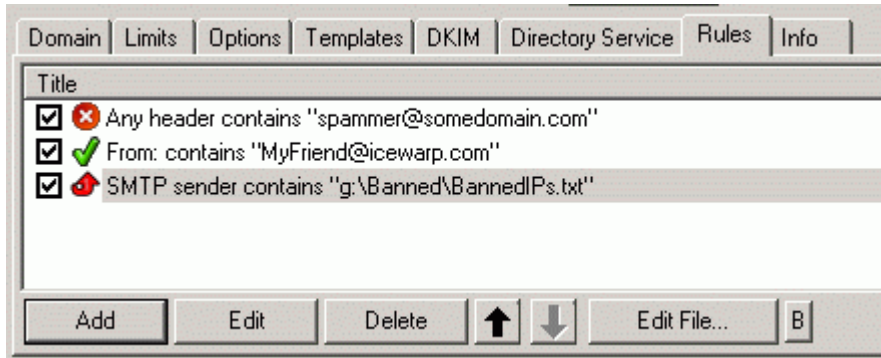 Domain Limits Options Templates DKIM Directory Service Rules Info
Title
Any header contains "spammer@somedomain.com"
From: contains "MyFriend@icewarp.com"
SMTP sender contains "g:\Banned\BannedIPs.txt"
Add Edit Delete Edit File... B